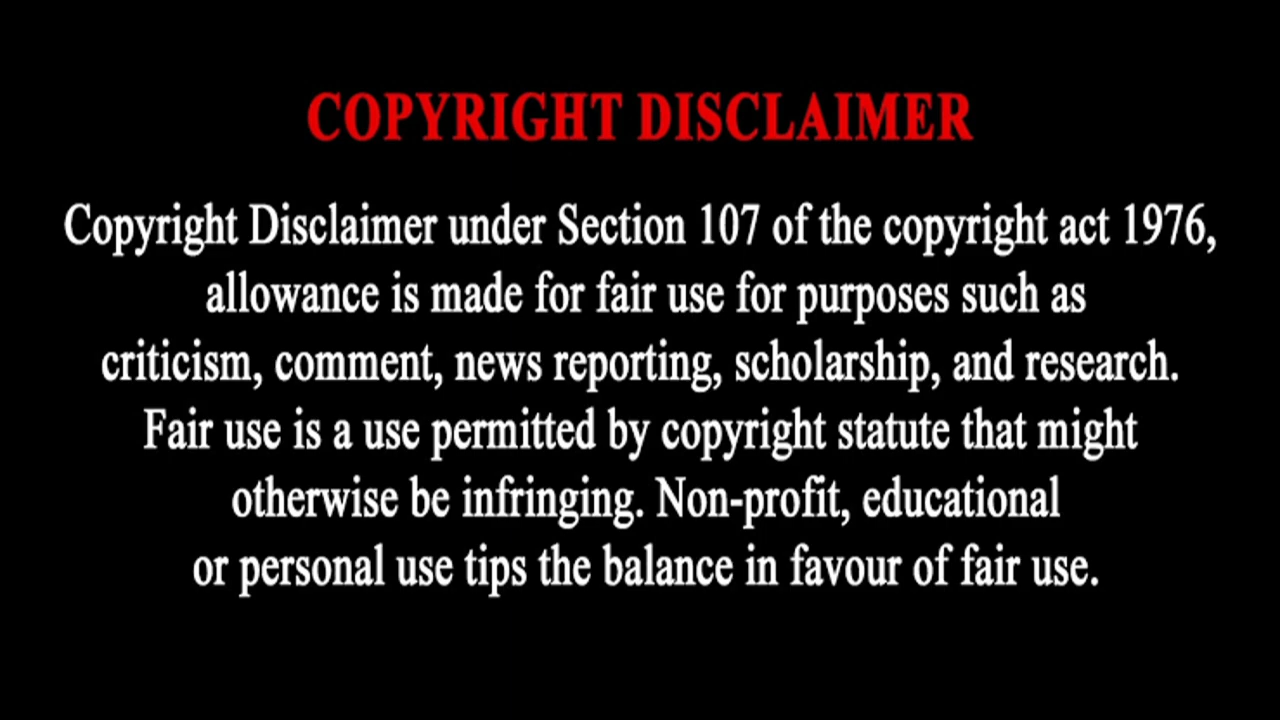 COPYRIGHT DISCLAIMER
Copyright Disclaimer under Section 107 of the copyright act 1976,
allowance is made for fair use for purposes such as
criticism, comment, news reporting, scholarship, and research.
Fair use is a use permitted by copyright statute that might
otherwise be infringing. Non-profit, educational
or personal use tips the balance in favour of fair use.